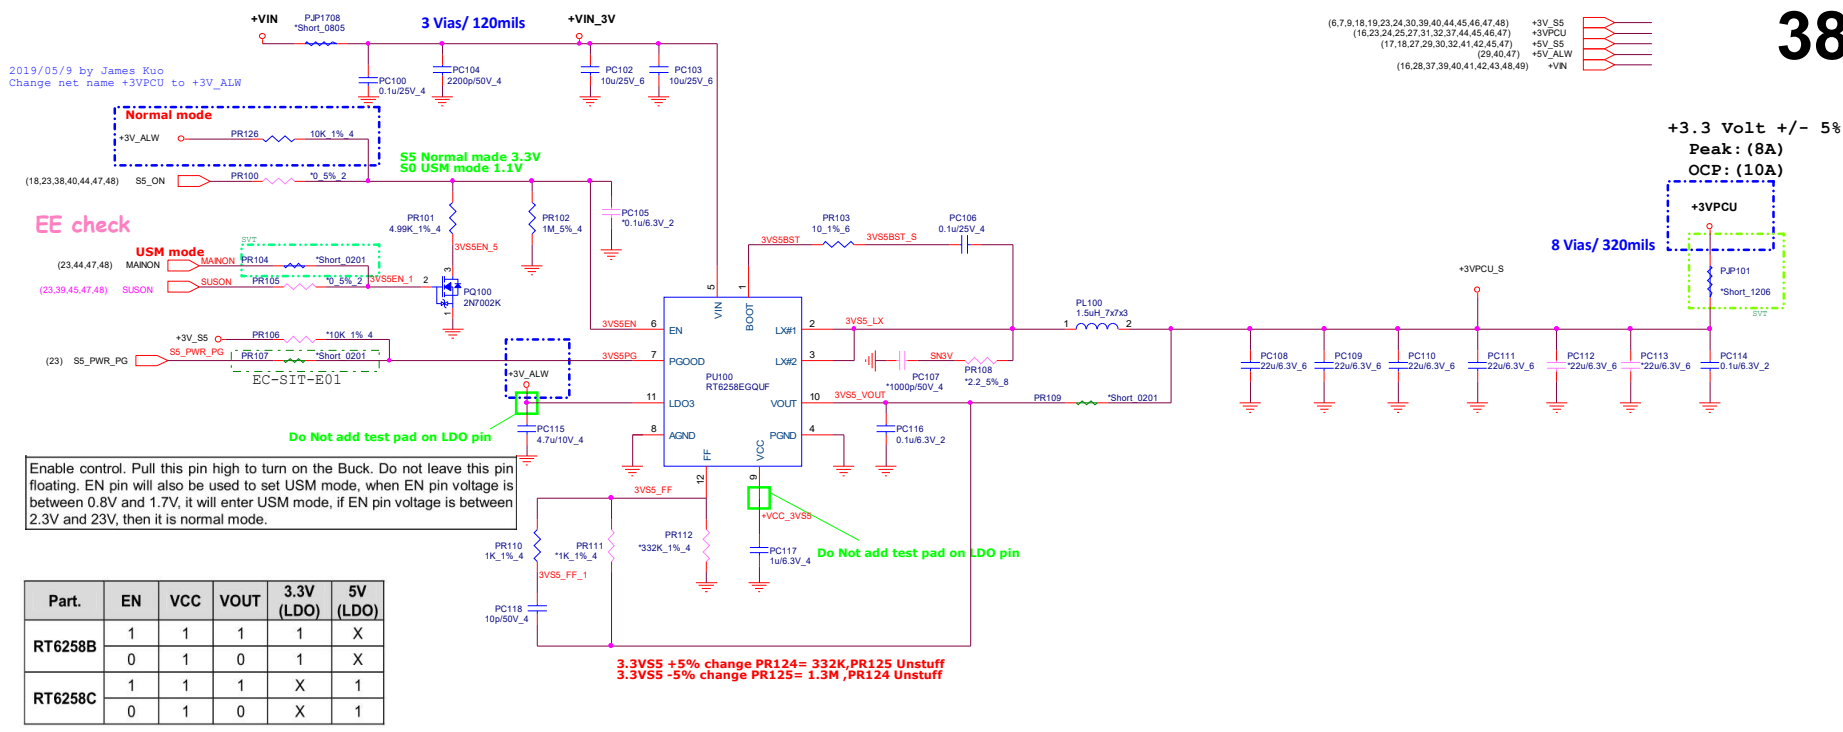 +VIN
PJP1708
*Short_0805
3 Vias/ 120mils
+VIN_3V
(6,7,9,18,19,23,24,30,39,40,44,45,46,47,48) +3V_S5
(16,23,24,25,27,31,32,37,44,45,46,47) +3VPCU
(17,18,27,29,30,32,41,42,45,47) +5V_S5
(29,40,47) +5V_ALW
(16,28,37,39,40,41,42,43,48,49) +VIN
38
2019/05/9 by James Kuo
Change net name +3VPCU to +3V_ALW
PC100
0.1u/25V_4
PC104
2200p/50V_4
PC102
10u/25V_6
PC103
10u/25V_6
Normal mode
+3V_ALW
PR126
10K_1%_4
S5 Normal made 3.3V
S0 USM mode 1.1V
(18,23,38,40,44,47,48) S5_ON
PR100
*0_5%_2
+3.3 Volt +/- 5%
Peak:(8A)
OCP:(10A)
+3VPCU
EE check
PR101
4.99K_1%_4
PR102
1M_5%_4
PC105
*0.1u/6.3V_2
3VS5EN_5
USM mode
SVT
(23,44,47,48) MAINON
MAINON
PR104
*Short_0201
(23,39,45,47,48) SUSON
SUSON
PR105
*0_5%_2
3VS5EN_1
2
3
1
PQ100
2N7002K
3VS5BST
PR103
10_1%_6
3VS5BST_S
PC106
0.1u/25V_4
8 Vias/ 320mils
+3VPCU_S
PJP101
*Short_1206
SVT
+3V_S5
PR106
*10K_1%_4
(23) S5_PWR_PG
S5_PWR_PG
PR107
*Short_0201
EC-SIT-E01
+3V_ALW
3VS5EN
3VS5PG
5
1
VIN
BOOT
6
EN
7
PGOOD
11
LDO3
8
AGND
PU100
RT6258EGQUF
LX#1
2
LX#2
3
VOUT
10
PGND
4
FF
12
VCC
9
3VS5_LX
PL100
1.5uH_7x7x3
1
2
SN3V
PC107
*1000p/50V_4
PR108
*2.2_5%_8
3VS5_VOUT
PC116
0.1u/6.3V_2
PR109
*Short_0201
PC108
22u/6.3V_6
PC109
22u/6.3V_6
PC110
22u/6.3V_6
PC111
22u/6.3V_6
PC112
*22u/6.3V_6
PC113
*22u/6.3V_6
PC114
0.1u/6.3V_2
PC115
4.7u/10V_4
Do Not add test pad on LDO pin
Enable control. Pull this pin high to turn on the Buck. Do not leave this pin
floating. EN pin will also be used to set USM mode, when EN pin voltage is
between 0.8V and 1.7V, it will enter USM mode, if EN pin voltage is between
2.3V and 23V, then it is normal mode.
3VS5_FF
+VCC_3VS5
PR110
1K_1%_4
PR111
*1K_1%_4
PR112
*332K_1%_4
PC117
1u/6.3V_4
Do Not add test pad on LDO pin
3VS5_FF_1
PC118
10p/50V_4
Part. EN VCC VOUT 3.3V (LDO) 5V (LDO)
RT6258B 1 1 1 1 X
0 1 0 1 X
RT6258C 1 1 1 X 1
0 1 0 X 1
3.3VS5 +5% change PR124= 332K,PR125 Unstuff
3.3VS5 -5% change PR125= 1.3M ,PR124 Unstuff